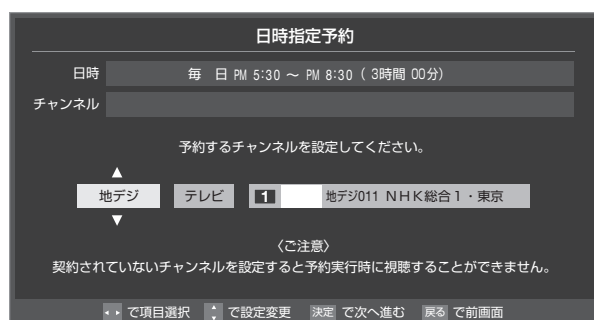 日時指定予約
日時 毎 日 PM 5:30 ～ PM 8:30 ( 3時間 00分)
チャンネル
予約するチャンネルを設定してください。
地デジ テレビ 1 地デジ011 ＮＨＫ総合１・東京
〈ご注意〉
契約されていないチャンネルを設定すると予約実行時に視聴することができません。
で項目選択 で設定変更 決定 で次へ進む 戻る で前画面